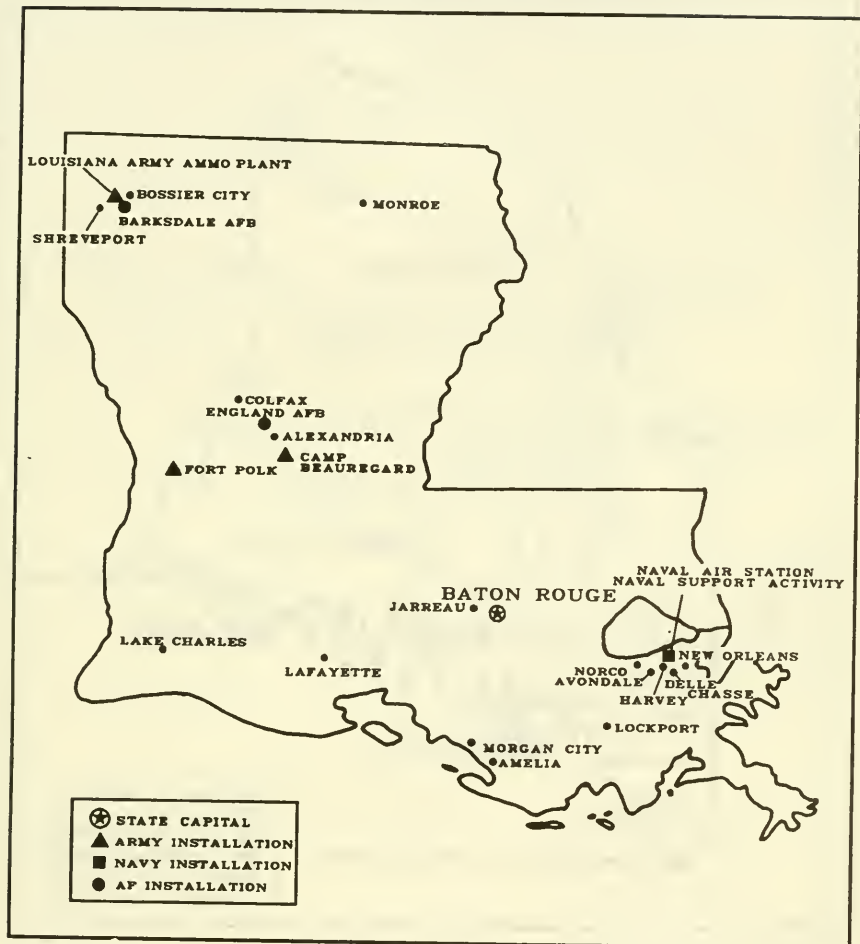 LOUISIANA ARMY AMMO PLANT
BOSSIER CITY
MONROE
BARKSDALE AFB
SHREVEPORT
COLFAX
ENGLAND AFB
ALEXANDRIA
CAMP
BEAUREGARD
FORT POLK
NAVAL AIR STATION
NAVAL SUPPORT ACTIVITY
BATON ROUGE
JARREAU
LAKE CHARLES
LAFAYETTE
NEW ORLEANS
NORCO
AVONDALE
DELLE
CHASSE
HARVEY
LOCKPORT
MORGAN CITY
AMELIA
STATE CAPITAL
ARMY INSTALLATION
NAVY INSTALLATION
AF INSTALLATION